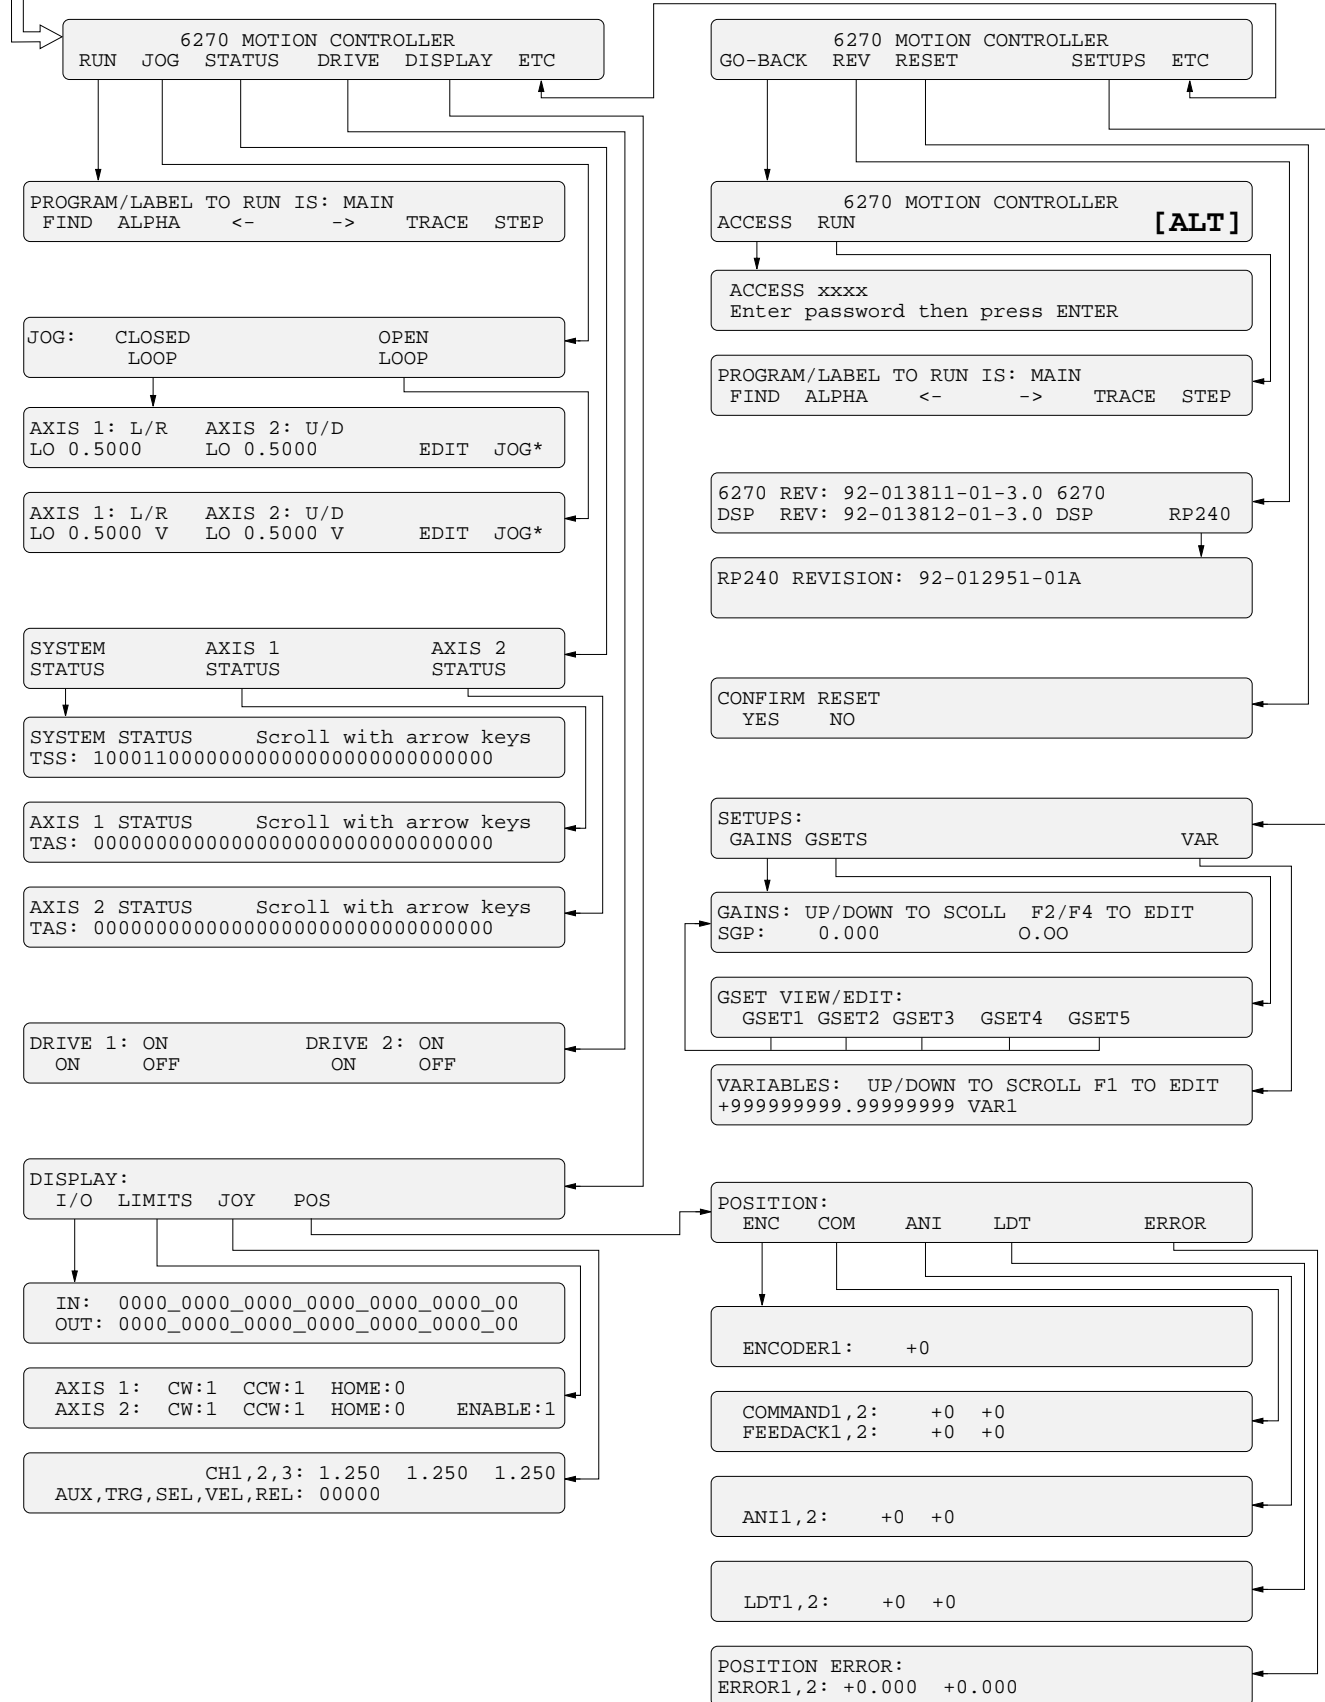 6270 MOTION CONTROLLER
RUN JOG STATUS DRIVE DISPLAY ETC
PROGRAM/LABEL TO RUN IS: MAIN
FIND ALPHA <- -> TRACE STEP
JOG: CLOSED OPEN
LOOP LOOP
AXIS 1: L/R AXIS 2: U/D
LO 0.5000 LO 0.5000 EDIT JOG*
AXIS 1: L/R AXIS 2: U/D
LO 0.5000 V LO 0.5000 V EDIT JOG*
SYSTEM AXIS 1 AXIS 2
STATUS STATUS STATUS
SYSTEM STATUS Scroll with arrow keys
TSS: 10001100000000000000000000000000
AXIS 1 STATUS Scroll with arrow keys
TAS: 00000000000000000000000000000000
AXIS 2 STATUS Scroll with arrow keys
TAS: 00000000000000000000000000000000
DRIVE 1: ON DRIVE 2: ON
ON OFF ON OFF
DISPLAY:
I/O LIMITS JOY POS
IN: 0000_0000_0000_0000_0000_0000_00
OUT: 0000_0000_0000_0000_0000_0000_00
AXIS 1: CW:1 CCW:1 HOME:0
AXIS 2: CW:1 CCW:1 HOME:0 ENABLE:1
CH1,2,3: 1.250 1.250 1.250
AUX,TRG,SEL,VEL,REL: 00000
6270 MOTION CONTROLLER
GO-BACK REV RESET SETUPS ETC
6270 MOTION CONTROLLER
ACCESS RUN [ALT]
ACCESS xxxx
Enter password then press ENTER
PROGRAM/LABEL TO RUN IS: MAIN
FIND ALPHA <- -> TRACE STEP
6270 REV: 92-013811-01-3.0 6270
DSP REV: 92-013812-01-3.0 DSP RP240
RP240 REVISION: 92-012951-01A
CONFIRM RESET
YES NO
SETUPS:
GAINS GSETS VAR
GAINS: UP/DOWN TO SCOLL F2/F4 TO EDIT
SGP: 0.000 O.OO
GSET VIEW/EDIT:
GSET1 GSET2 GSET3 GSET4 GSET5
VARIABLES: UP/DOWN TO SCROLL F1 TO EDIT
+999999999.99999999 VAR1
POSITION:
ENC COM ANI LDT ERROR
ENCODER1: +0
COMMAND1,2: +0 +0
FEEDACK1,2: +0 +0
ANI1,2: +0 +0
LDT1,2: +0 +0
POSITION ERROR:
ERROR1,2: +0.000 +0.000